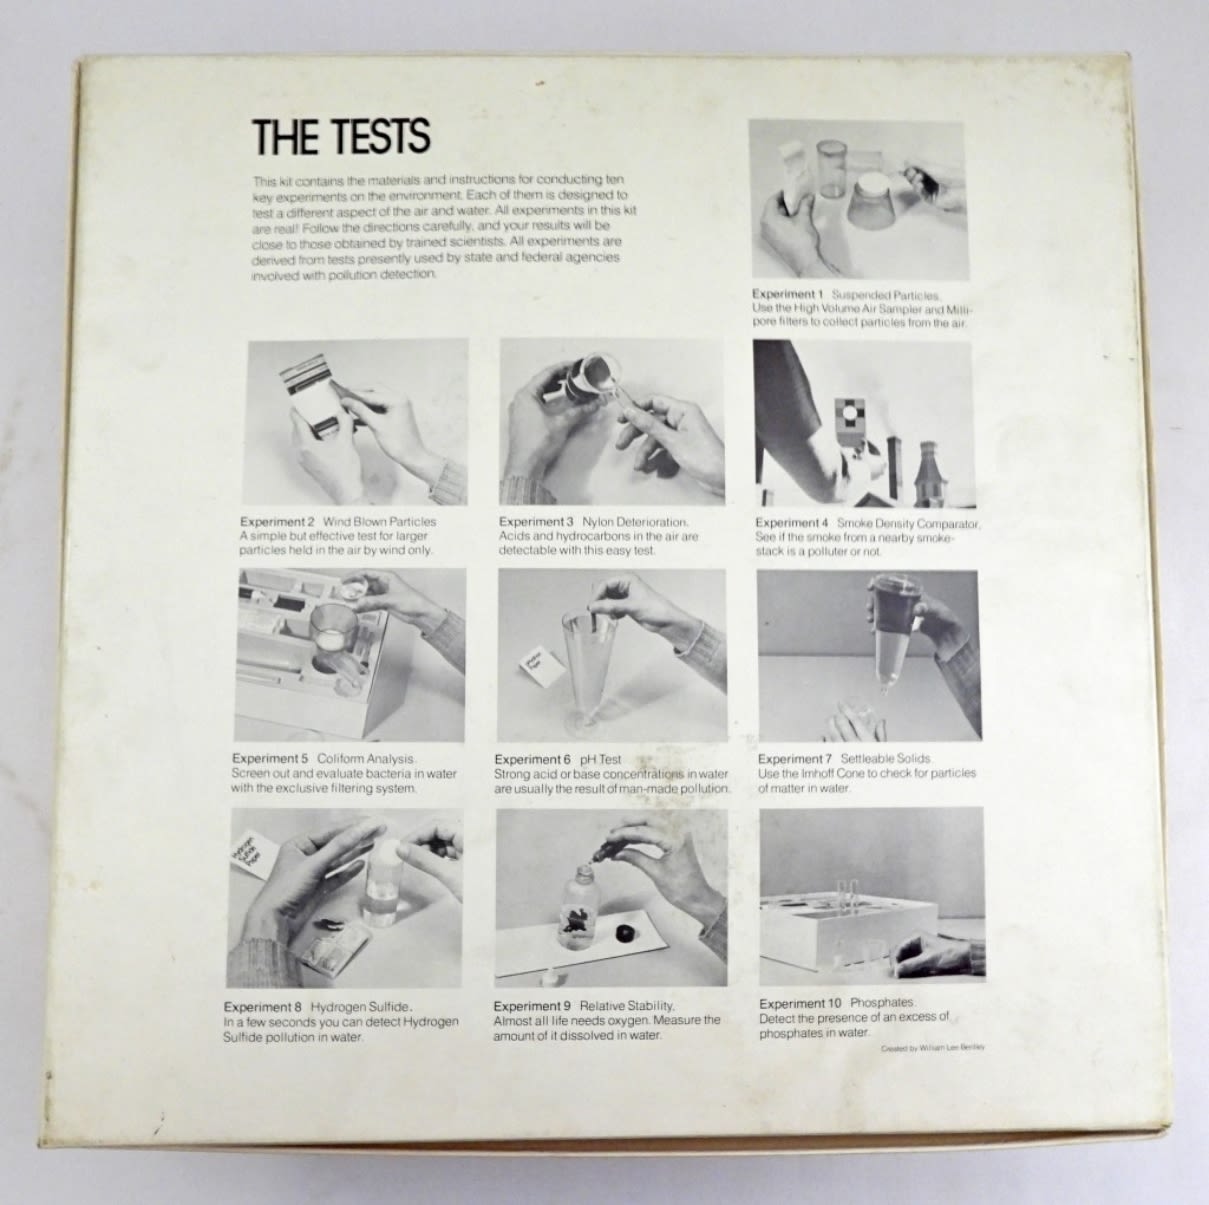 THE TESTS
This kit contains the materials and instructions for conducting ten
key experiments on the environment. Each of them is designed to
test a different aspect of the air and water. All experiments in this kit
are real! Follow the directions carefully, and your results will be
close to those obtained by trained scientists. All experiments are
derived from tests presently used by state and federal agencies
involved with pollution detection.
Experiment 1 Suspended Particles.
Use the High Volume Air Sampler and Milli-
pore filters to collect particles from the air.
Experiment 2 Wind Blown Particles
A simple but effective test for larger
particles held in the air by wind only.
Experiment 3 Nylon Deterioration.
Acids and hydrocarbons in the air are
detectable with this easy test.
Experiment 4 Smoke Density Comparator.
See if the smoke from a nearby smoke-
stack is a polluter or not.
Experiment 5 Coliform Analysis.
Screen out and evaluate bacteria in water
with the exclusive filtering system.
Experiment 6 pH Test
Strong acid or base concentrations in water
are usually the result of man-made pollution.
Experiment 7 Settleable Solids.
Use the Imhoff Cone to check for particles
of matter in water.
Hydrogen
Sulfide
Paper
Experiment 8 Hydrogen Sulfide.
In a few seconds you can detect Hydrogen
Sulfide pollution in water.
Experiment 9 Relative Stability.
Almost all life needs oxygen. Measure the
amount of it dissolved in water.
Experiment 10 Phosphates.
Detect the presence of an excess of
phosphates in water.
Created by William Lee Bentley